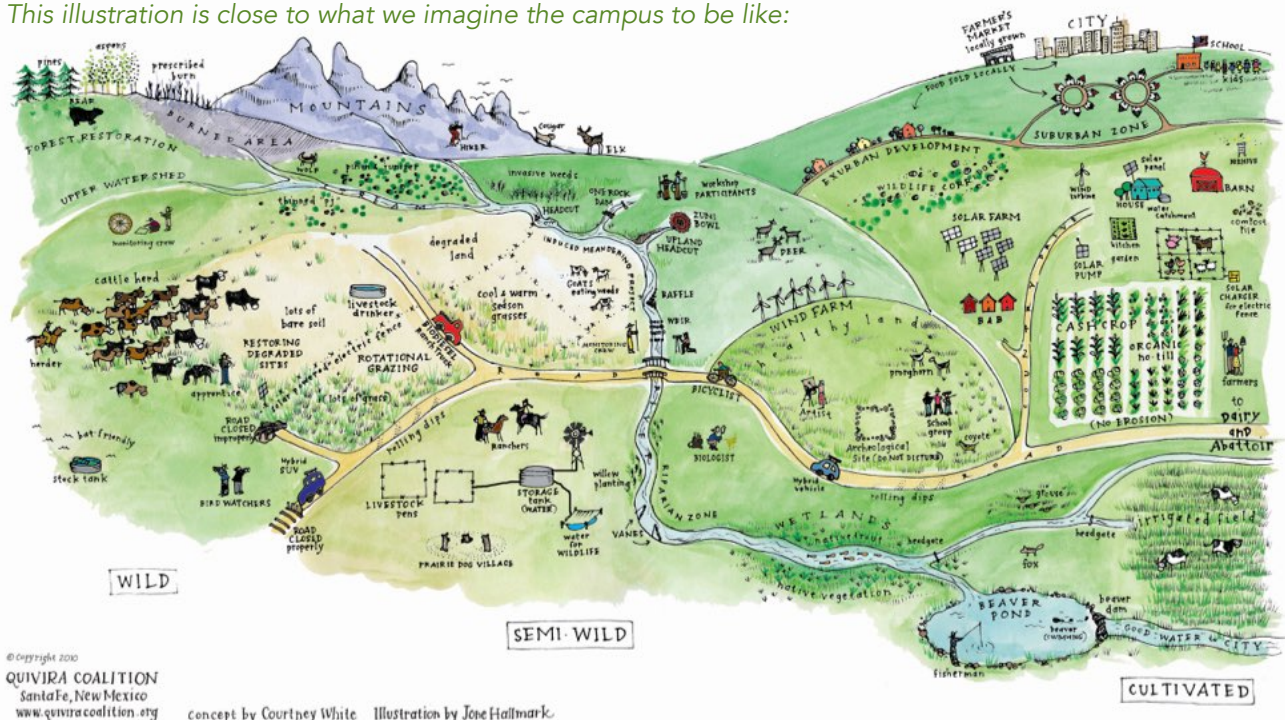 This illustration is close to what we imagine the campus to be like:
pines
aspens
prescribed
burn
BEAR
FOREST RESTORATION
BURNED AREA
MOUNTAINS
HIKER
cougar
ELK
FARMER'S
MARKET
locally grown
CITY
SCHOOL
kids
FOOD SOLD LOCALLY
SUBURBAN ZONE
EXURBAN DEVELOPMENT
UPPER WATERSHED
WOLF
thinned
invasive weeds
HEADCUT
ONE ROCK
DAM
workshop
PARTICIPANTS
ZUNI
BOWL
UPLAND
HEADCUT
DEER
INDUCED MEANDERING PROJECT
WILDLIFE
SOLAR FARM
WIND
turbine
solar
panel
HOUSE
water
catchment
BARN
compost
pile
kitchen
garden
SOLAR
PUMP
SOLAR
CHARGER
for electric
fence
monitoring crew
cattle herd
herder
lots of
bare soil
livestock
drinker
degraded
land
cool & warm
season
grasses
GOATS
eating weeds
MONITORING
CREW
BAFFLE
WEIR
RESTORING
DEGRADED
SITES
electric fence
ROTATIONAL
GRAZING
(lots of grass)
BIODIESEL
apprentice
ROAD
CLOSED
improperly
WIND FARM
healthy land
pronghorn
Artist
School
group
coyote
Archeological
Site (DO NOT DISTURB)
B&B
CASH CROP
ORGANIC
no-till
(NO EROSION)
farmers
to
Dairy
and
Abattoir
ROAD
BICYCLIST
BIOLOGIST
Hybrid
vehicle
rolling dips
ROAD
bat-friendly
stock tank
BIRD WATCHERS
Hybrid
SUV
ROAD
CLOSED
properly
rolling dips
Ranchers
LIVESTOCK
pens
STORAGE
tank
(WATER)
willow
planting
water
for
WILDLIFE
VANES
PRAIRIE DOG VILLAGE
RIPARIAN ZONE
WETLANDS
native trout
native vegetation
headgate
grouse
headgate
irrigated field
FOX
BEAVER
POND
beaver
(SWIMMING)
beaver
dam
GOOD WATER to CITY
fisherman
WILD
SEMI-WILD
CULTIVATED
© Copyright 2010
QUIVIRA COALITION
Santa Fe, New Mexico
www.quiviracoalition.org
concept by Courtney White Illustration by Jone Hallmark